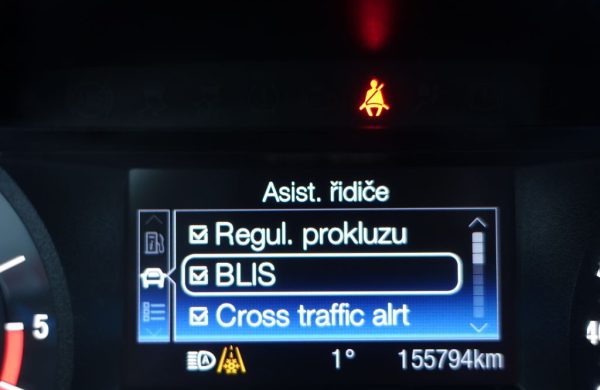 Asist. řidiče
Regul. prokluzu
BLIS
Cross traffic alrt
5
1° 155794km